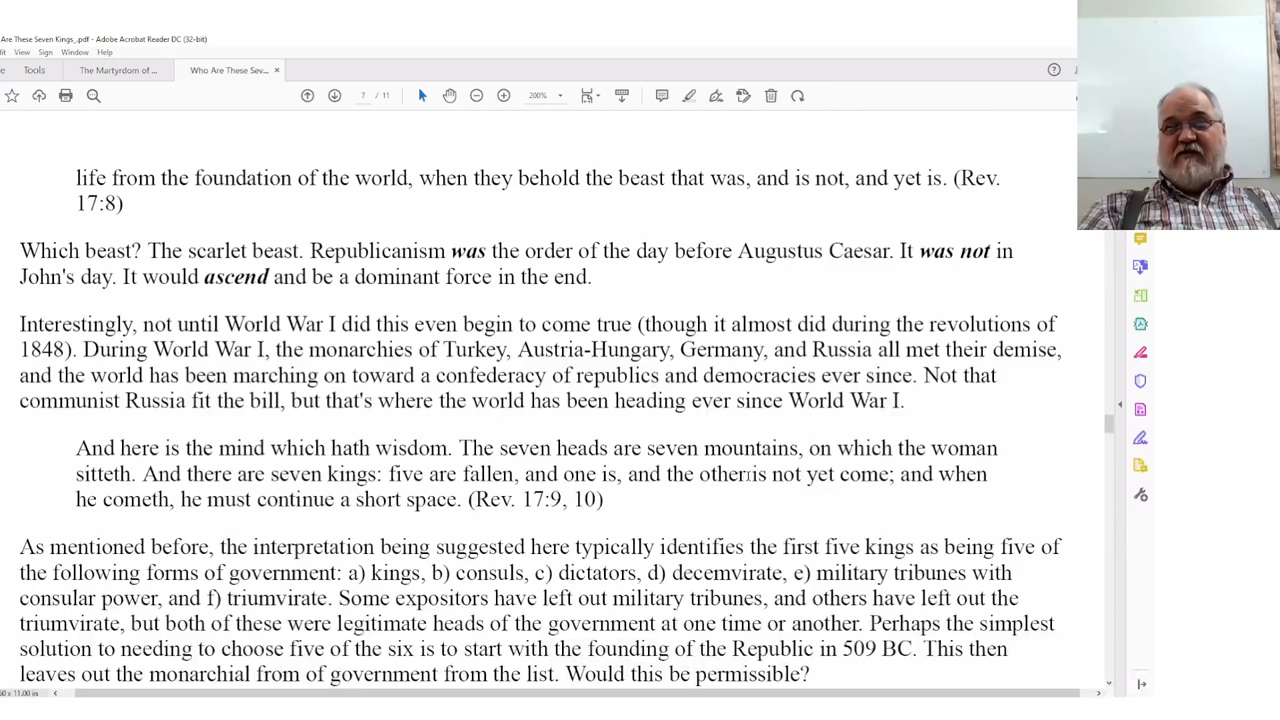 Are These Seven Kings_.pdf - Adobe Acrobat Reader DC (32-bit)
it View Sign Window Help
e Tools The Martyrdom of ... Who Are These Sev... ×
7 / 11 200%
life from the foundation of the world, when they behold the beast that was, and is not, and yet is. (Rev.
17:8)
Which beast? The scarlet beast. Republicanism was the order of the day before Augustus Caesar. It was not in
John's day. It would ascend and be a dominant force in the end.
Interestingly, not until World War I did this even begin to come true (though it almost did during the revolutions of
1848). During World War I, the monarchies of Turkey, Austria-Hungary, Germany, and Russia all met their demise,
and the world has been marching on toward a confederacy of republics and democracies ever since. Not that
communist Russia fit the bill, but that's where the world has been heading ever since World War I.
And here is the mind which hath wisdom. The seven heads are seven mountains, on which the woman
sitteth. And there are seven kings: five are fallen, and one is, and the other is not yet come; and when
he cometh, he must continue a short space. (Rev. 17:9, 10)
As mentioned before, the interpretation being suggested here typically identifies the first five kings as being five of
the following forms of government: a) kings, b) consuls, c) dictators, d) decemvirate, e) military tribunes with
consular power, and f) triumvirate. Some expositors have left out military tribunes, and others have left out the
triumvirate, but both of these were legitimate heads of the government at one time or another. Perhaps the simplest
solution to needing to choose five of the six is to start with the founding of the Republic in 509 BC. This then
leaves out the monarchial from of government from the list. Would this be permissible?
50 x 11.00 in